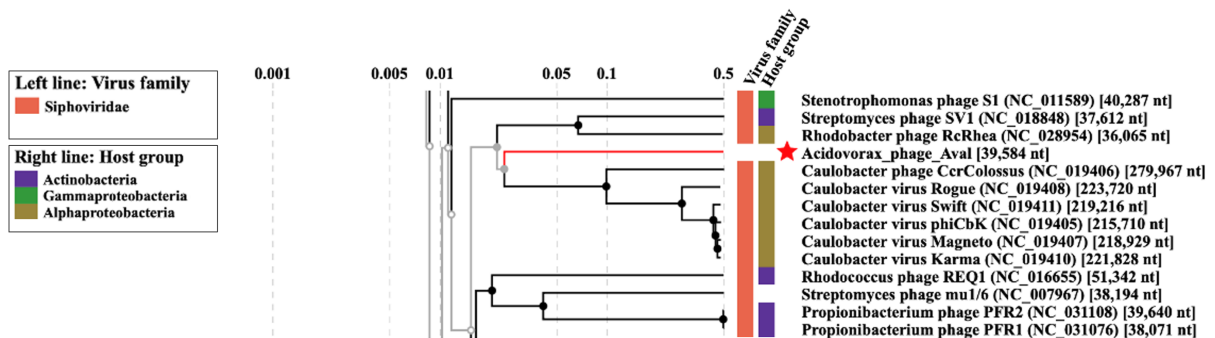 Left line: Virus family
Siphoviridae
Right line: Host group
Actinobacteria
Gammaproteobacteria
Alphaproteobacteria
0.001
0.005
0.01
0.05
0.1
0.5
Virus family
Host group
Stenotrophomonas phage S1 (NC_011589) [40,287 nt]
Streptomyces phage SV1 (NC_018848) [37,612 nt]
Rhodobacter phage RcRhea (NC_028954) [36,065 nt]
Acidovorax_phage_Aval [39,584 nt]
Caulobacter phage CcrColossus (NC_019406) [279,967 nt]
Caulobacter virus Rogue (NC_019408) [223,720 nt]
Caulobacter virus Swift (NC_019411) [219,216 nt]
Caulobacter virus phiCbK (NC_019405) [215,710 nt]
Caulobacter virus Magneto (NC_019407) [218,929 nt]
Caulobacter virus Karma (NC_019410) [221,828 nt]
Rhodococcus phage REQ1 (NC_016655) [51,342 nt]
Streptomyces phage mu1/6 (NC_007967) [38,194 nt]
Propionibacterium phage PFR2 (NC_031108) [39,640 nt]
Propionibacterium phage PFR1 (NC_031076) [38,071 nt]